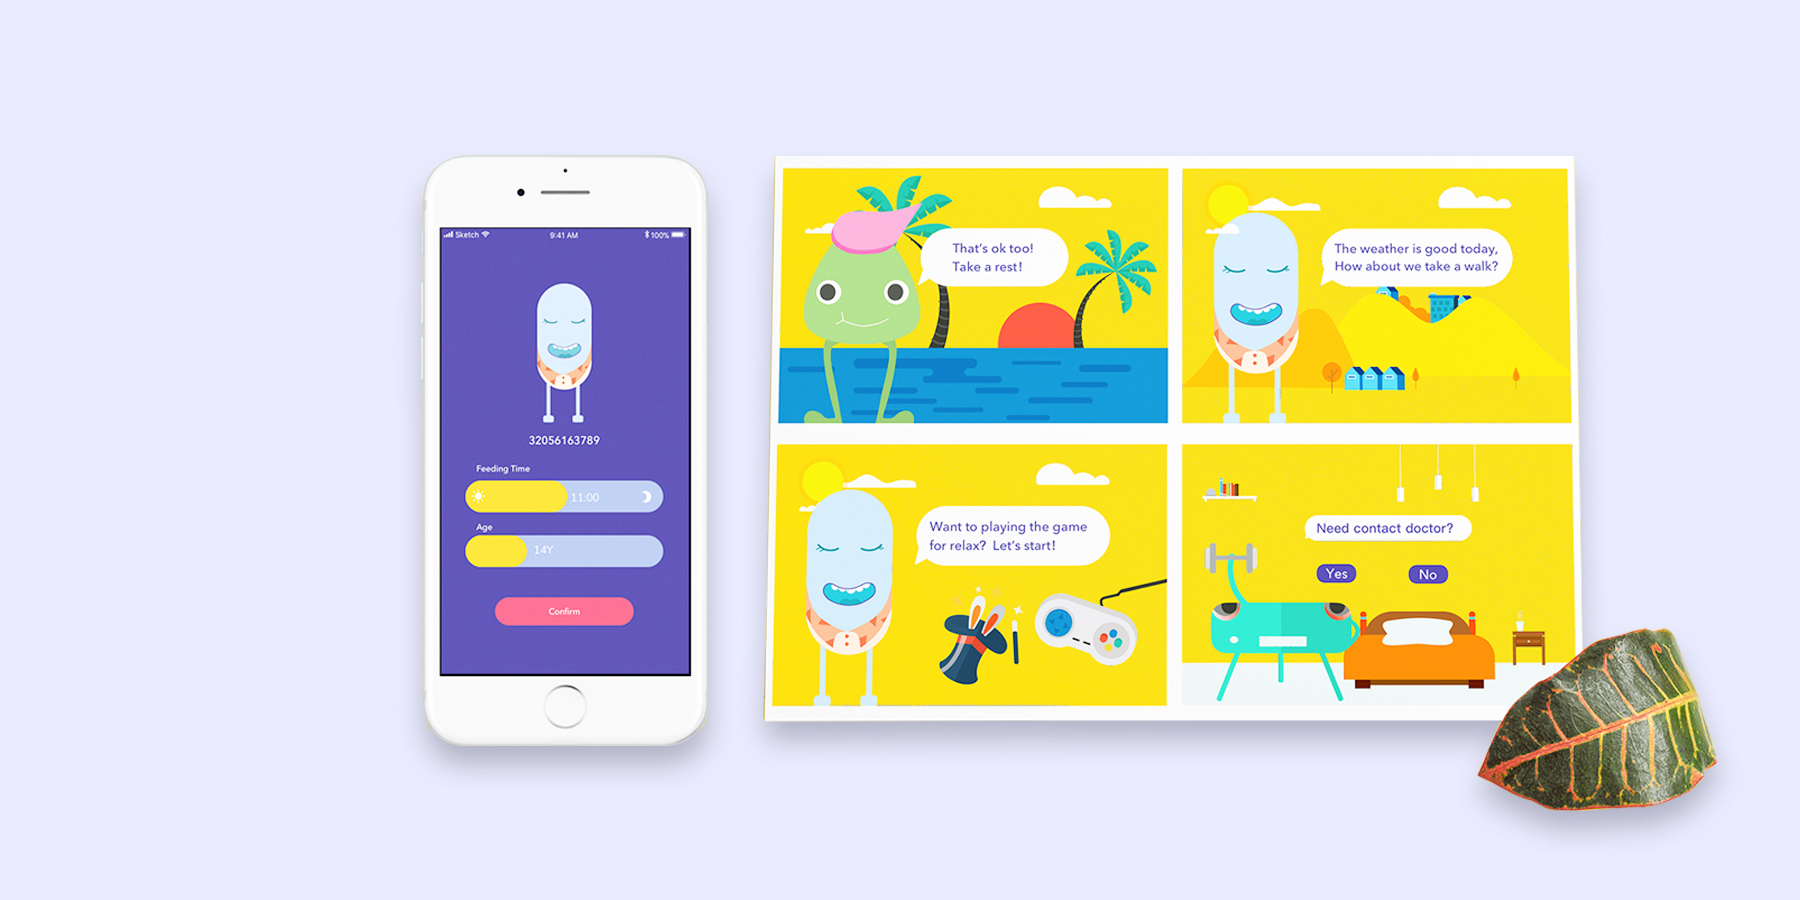 Sketch 9:41 AM 100%
32056163789
Feeding Time
11:00
Age
14Y
Confirm
That's ok too!
Take a rest!
The weather is good today,
How about we take a walk?
Want to playing the game
for relax? Let's start!
Need contact doctor?
Yes No